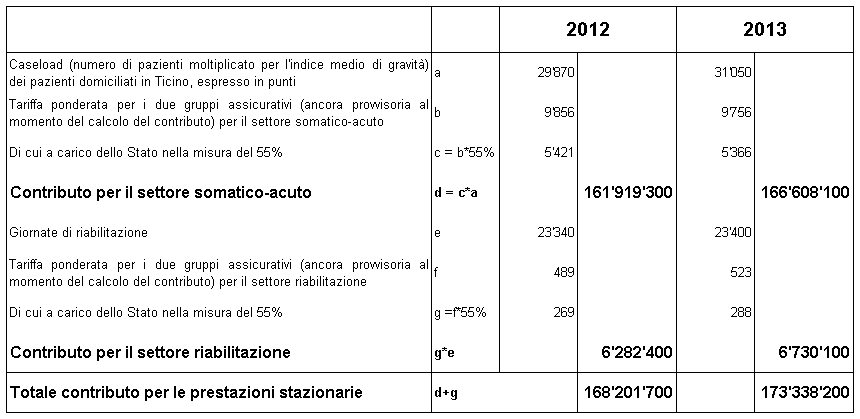 2012 2013
Caseload (numero di pazienti moltiplicato per l'indice medio di gravità)
dei pazienti domiciliati in Ticino, espresso in punti a 29'870 31'050
Tariffa ponderata per i due gruppi assicurativi (ancora provvisoria al
momento del calcolo del contributo) per il settore somatico-acuto b 9'856 9'756
Di cui a carico dello Stato nella misura del 55% c = b*55% 5'421 5'366
Contributo per il settore somatico-acuto d = c*a 161'919'300 166'608'100
Giornate di riabilitazione e 23'340 23'400
Tariffa ponderata per i due gruppi assicurativi (ancora provvisoria al
momento del calcolo del contributo) per il settore riabilitazione f 489 523
Di cui a carico dello Stato nella misura del 55% g =f*55% 269 288
Contributo per il settore riabilitazione g*e 6'282'400 6'730'100
Totale contributo per le prestazioni stazionarie d+g 168'201'700 173'338'200